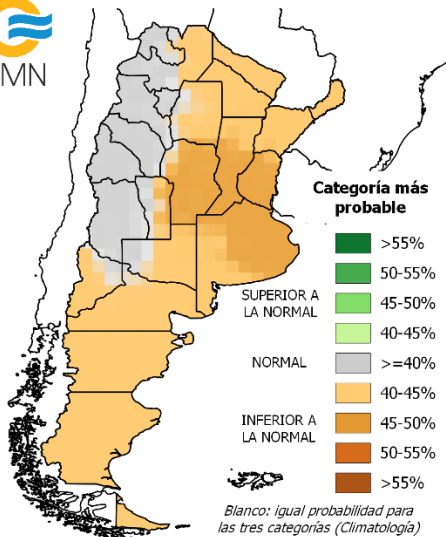 MN
Categoría más
probable
>55%
50-55%
45-50%
40-45%
SUPERIOR A
LA NORMAL
NORMAL
>=40%
40-45%
45-50%
50-55%
>55%
INFERIOR A
LA NORMAL
Blanco: igual probabilidad para
las tres categorías (Climatología)